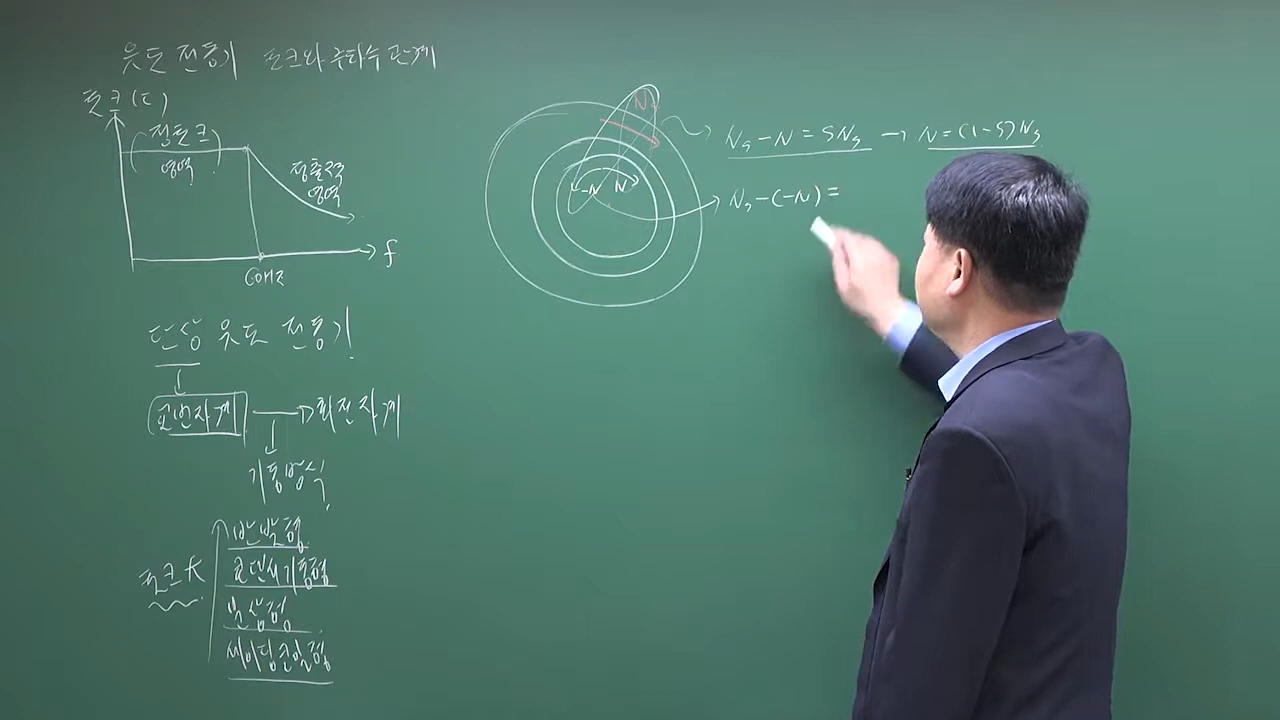 유도 전동기 토크와 주파수 관계
토크(τ)
(정토크)
영역
정출력
영역
f
60Hz
단상 유도 전동기
교번자계 → 회전자계
기동방식
토크大
반발형
콘덴서기동형
분상형
세이딩코일형
N
-N N
Ns-N=SNs → N=(1-S)Ns
Ns-(-N)=